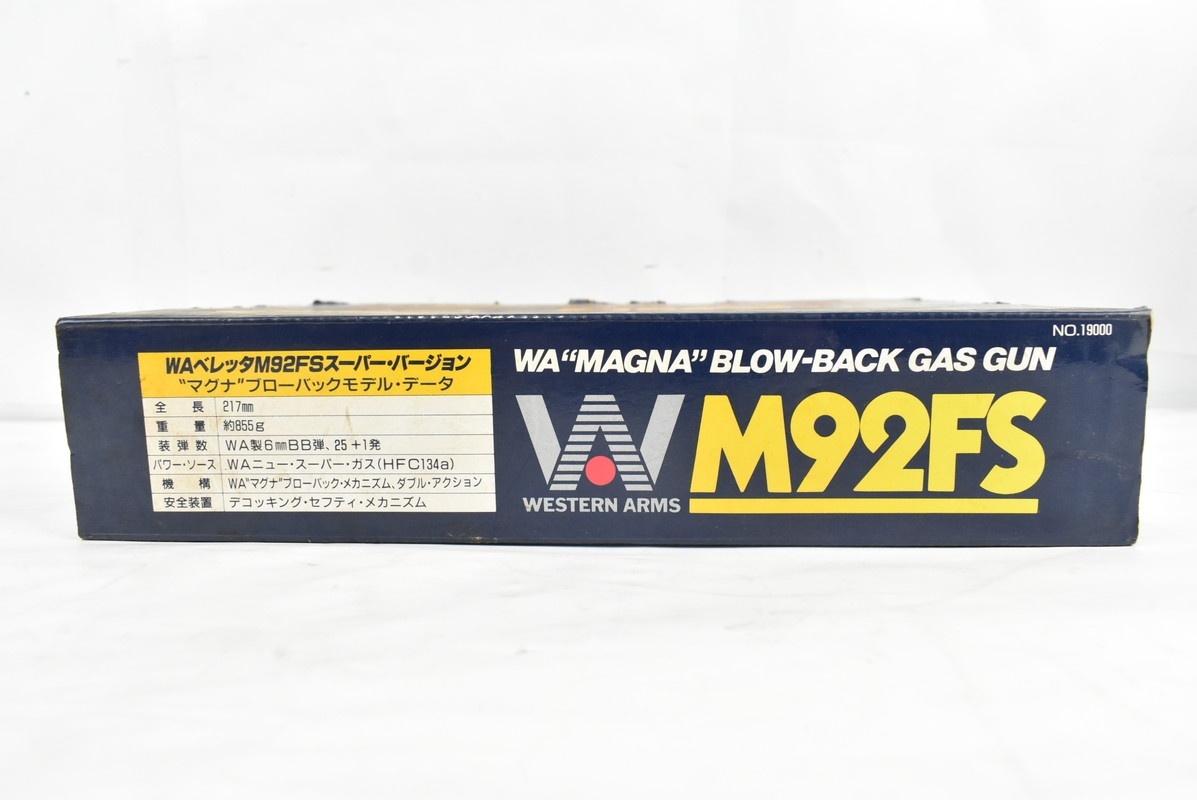 WAベレッタM92FSスーパー・バージョン
“マグナ”ブローバックモデル・データ
全長 217mm
重量 約855g
装弾数 WA製6mmBB弾、25+1発
パワー・ソース WAニュー・スーパー・ガス(HFC134a)
機構 WA“マグナ”ブローバック・メカニズム、ダブル・アクション
安全装置 デコッキング・セフティ・メカニズム
NO.19000
WA“MAGNA” BLOW-BACK GAS GUN
WA
WESTERN ARMS
M92FS